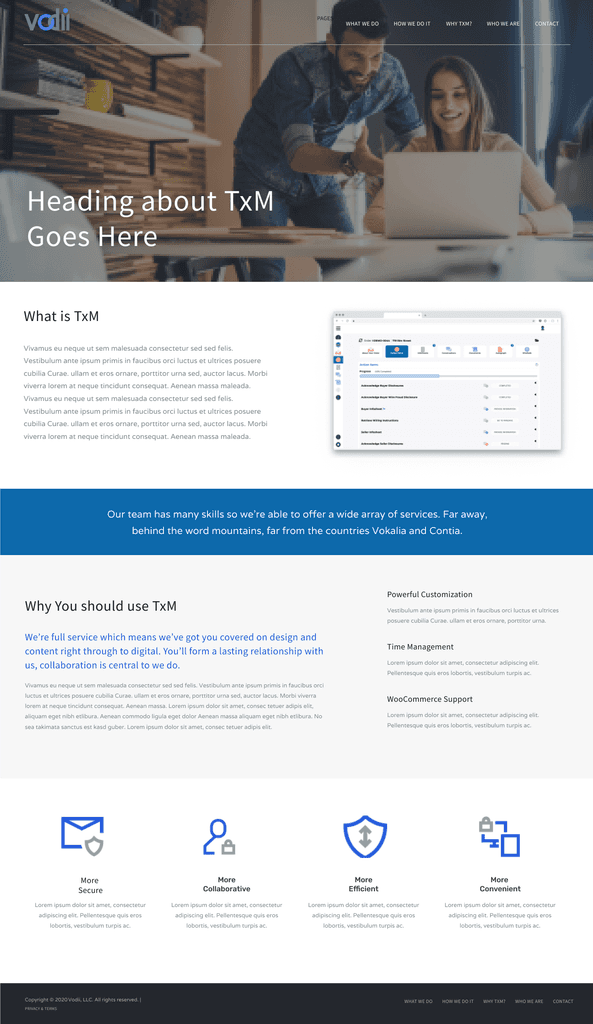 vodii
PAGES
WHAT WE DO
HOW WE DO IT
WHY TXM?
WHO WE ARE
CONTACT
Heading about TxM
Goes Here
What is TxM
Vivamus eu neque ut sem malesuada consectetur sed sed felis.
Vestibulum ante ipsum primis in faucibus orci luctus et ultrices posuere
cubilia Curae. ullam et eros ornare, porttitor urna sed, auctor lacus. Morbi
viverra lorem at neque tincidunt consequat. Aenean massa maleada.
Vivamus eu neque ut sem malesuada consectetur sed sed felis.
Vestibulum ante ipsum primis in faucibus orci luctus et ultrices posuere
cubilia Curae. ullam et eros ornare, porttitor urna sed, auctor lacus. Morbi
viverra lorem at neque tincidunt consequat. Aenean massa maleada.
Acknowledge Buyer Disclosures
Acknowledge Buyer Wire Fraud Disclosure
Buyer Infosheet
Retrieve Wiring Instructions
Seller Infosheet
Acknowledge Seller Disclosures
Our team has many skills so we're able to offer a wide array of services. Far away,
behind the word mountains, far from the countries Vokalia and Contia.
Why You should use TxM
We're full service which means we've got you covered on design and
content right through to digital. You'll form a lasting relationship with
us, collaboration is central to we do.
Vivamus eu neque ut sem malesuada consectetur sed sed felis. Vestibulum ante ipsum primis in faucibus orci
luctus et ultrices posuere cubilia Curae. ullam et eros ornare, porttitor urna sed, auctor lacus. Morbi viverra
lorem at neque tincidunt consequat. Aenean massa. Lorem ipsum dolor sit amet, consec tetuer adipis elit,
aliquam eget nibh etlibura. Aenean commodo ligula eget dolor Aenean massa aliquam eget nibh etlibura. No
sea takimata sanctus est kasd guber. Lorem ipsum dolor sit amet, consec tetuer adipis elit.
Powerful Customization
Vestibulum ante ipsum primis in faucibus orci luctus et ultrices
posuere cubilia Curae. ullam et eros ornare, porttitor urna.
Time Management
Lorem ipsum dolor sit amet, consectetur adipiscing elit.
Pellentesque quis eros lobortis, vestibulum turpis ac.
WooCommerce Support
Lorem ipsum dolor sit amet, consectetur adipiscing elit.
Pellentesque quis eros lobortis, vestibulum turpis ac.
More
Secure
Lorem ipsum dolor sit amet, consectetur
adipiscing elit. Pellentesque quis eros
lobortis, vestibulum turpis ac.
More
Collaborative
Lorem ipsum dolor sit amet, consectetur
adipiscing elit. Pellentesque quis eros
lobortis, vestibulum turpis ac.
More
Efficient
Lorem ipsum dolor sit amet, consectetur
adipiscing elit. Pellentesque quis eros
lobortis, vestibulum turpis ac.
More
Convenient
Lorem ipsum dolor sit amet, consectetur
adipiscing elit. Pellentesque quis eros
lobortis, vestibulum turpis ac.
Copyright © 2020 Vodii, LLC. All rights reserved. |
PRIVACY & TERMS
WHAT WE DO
HOW WE DO IT
WHY TXM?
WHO WE ARE
CONTACT